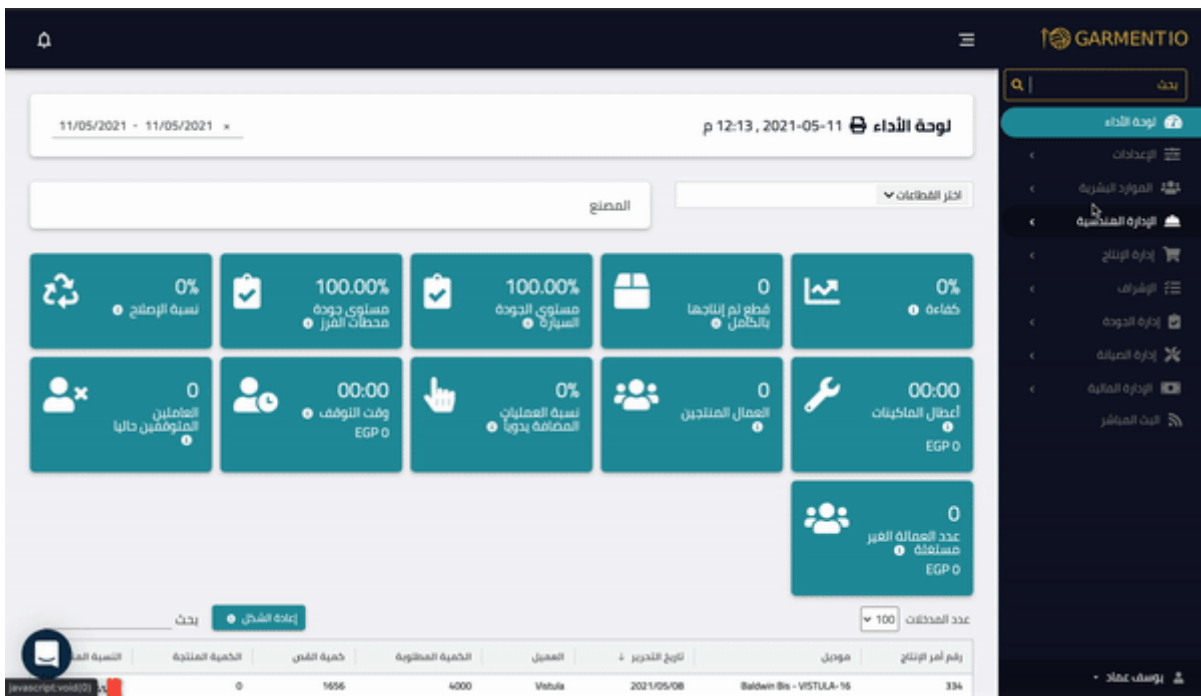 GARMENTIO
بحث
لوحة الأداء
الإعدادات
الموارد البشرية
الإدارة الهندسية
إدارة الإنتاج
الإشراف
إدارة الجودة
إدارة الصيانة
الإدارة المالية
البث المباشر
يوسف عماد
لوحة الأداء 11-05-2021 , 12:13 م
11/05/2021 - 11/05/2021 ×
اختر القطاعات
المصنع
0%
كفاءة
0
قطع تم إنتاجها
بالكامل
100.00%
مستوى الجودة
السيارة
100.00%
مستوى جودة
محطات الفرز
0%
نسبة الإصلاح
00:00
أعطال الماكينات
EGP 0
0
العمال المنتجين
0%
نسبة العمليات
المضافة يدوياً
00:00
وقت التوقف
EGP 0
0
العاملين
المتوقفين حاليا
0
عدد العمالة الغير
مستغلة
EGP 0
عدد المدخلات 100
إعادة الشكل
بحث
رقم أمر الإنتاج موديل تاريخ التحرير العميل الكمية المطلوبة كمية القص الكمية المنتجة النسبة
334 Baldwin Bis - VISTULA-16 2021/05/08 Vistula 4000 1656 0
javascript:void(0)